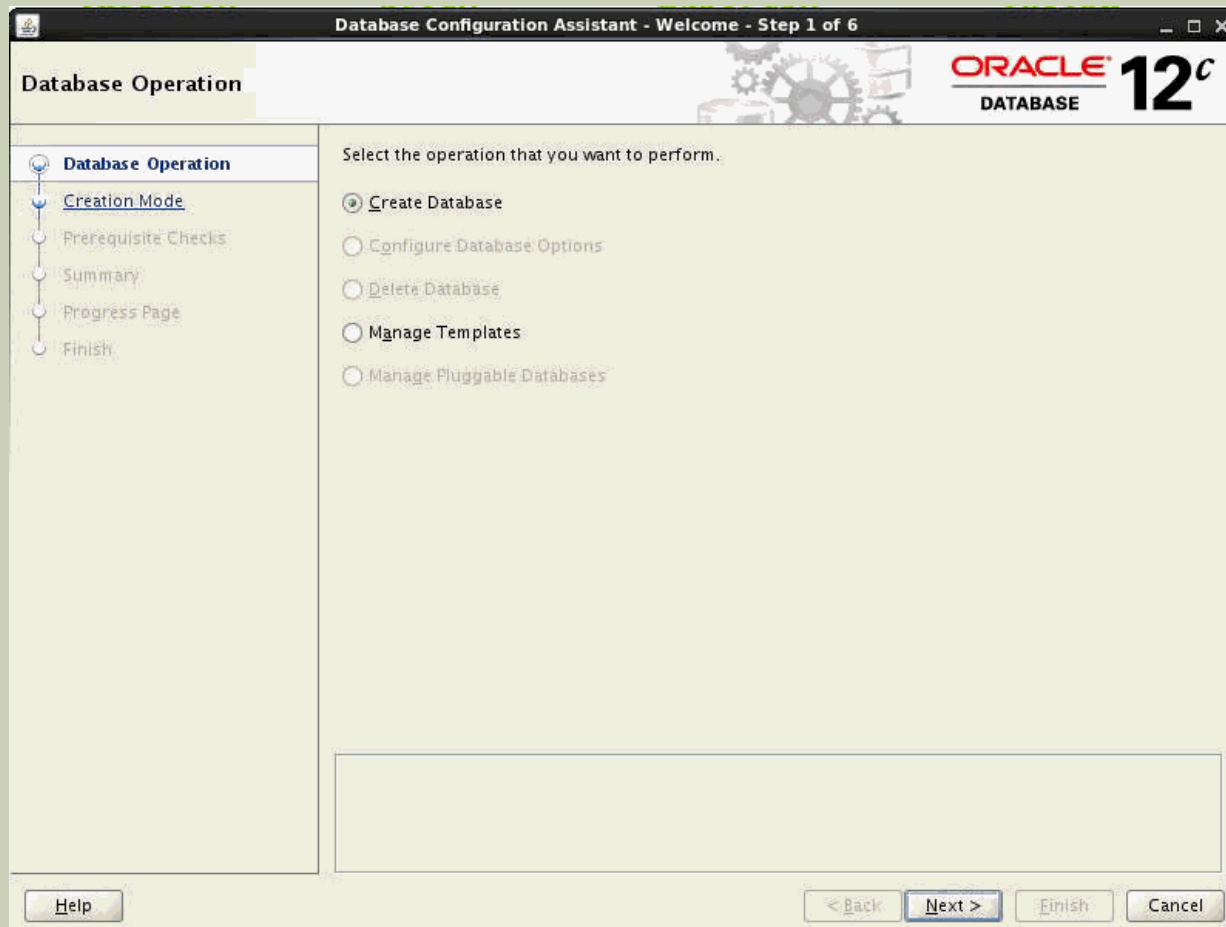 Database Configuration Assistant - Welcome - Step 1 of 6
Database Operation
ORACLE
DATABASE
12c
Database Operation
Creation Mode
Prerequisite Checks
Summary
Progress Page
Finish
Select the operation that you want to perform.
Create Database
Configure Database Options
Delete Database
Manage Templates
Manage Pluggable Databases
Help
< Back
Next >
Finish
Cancel